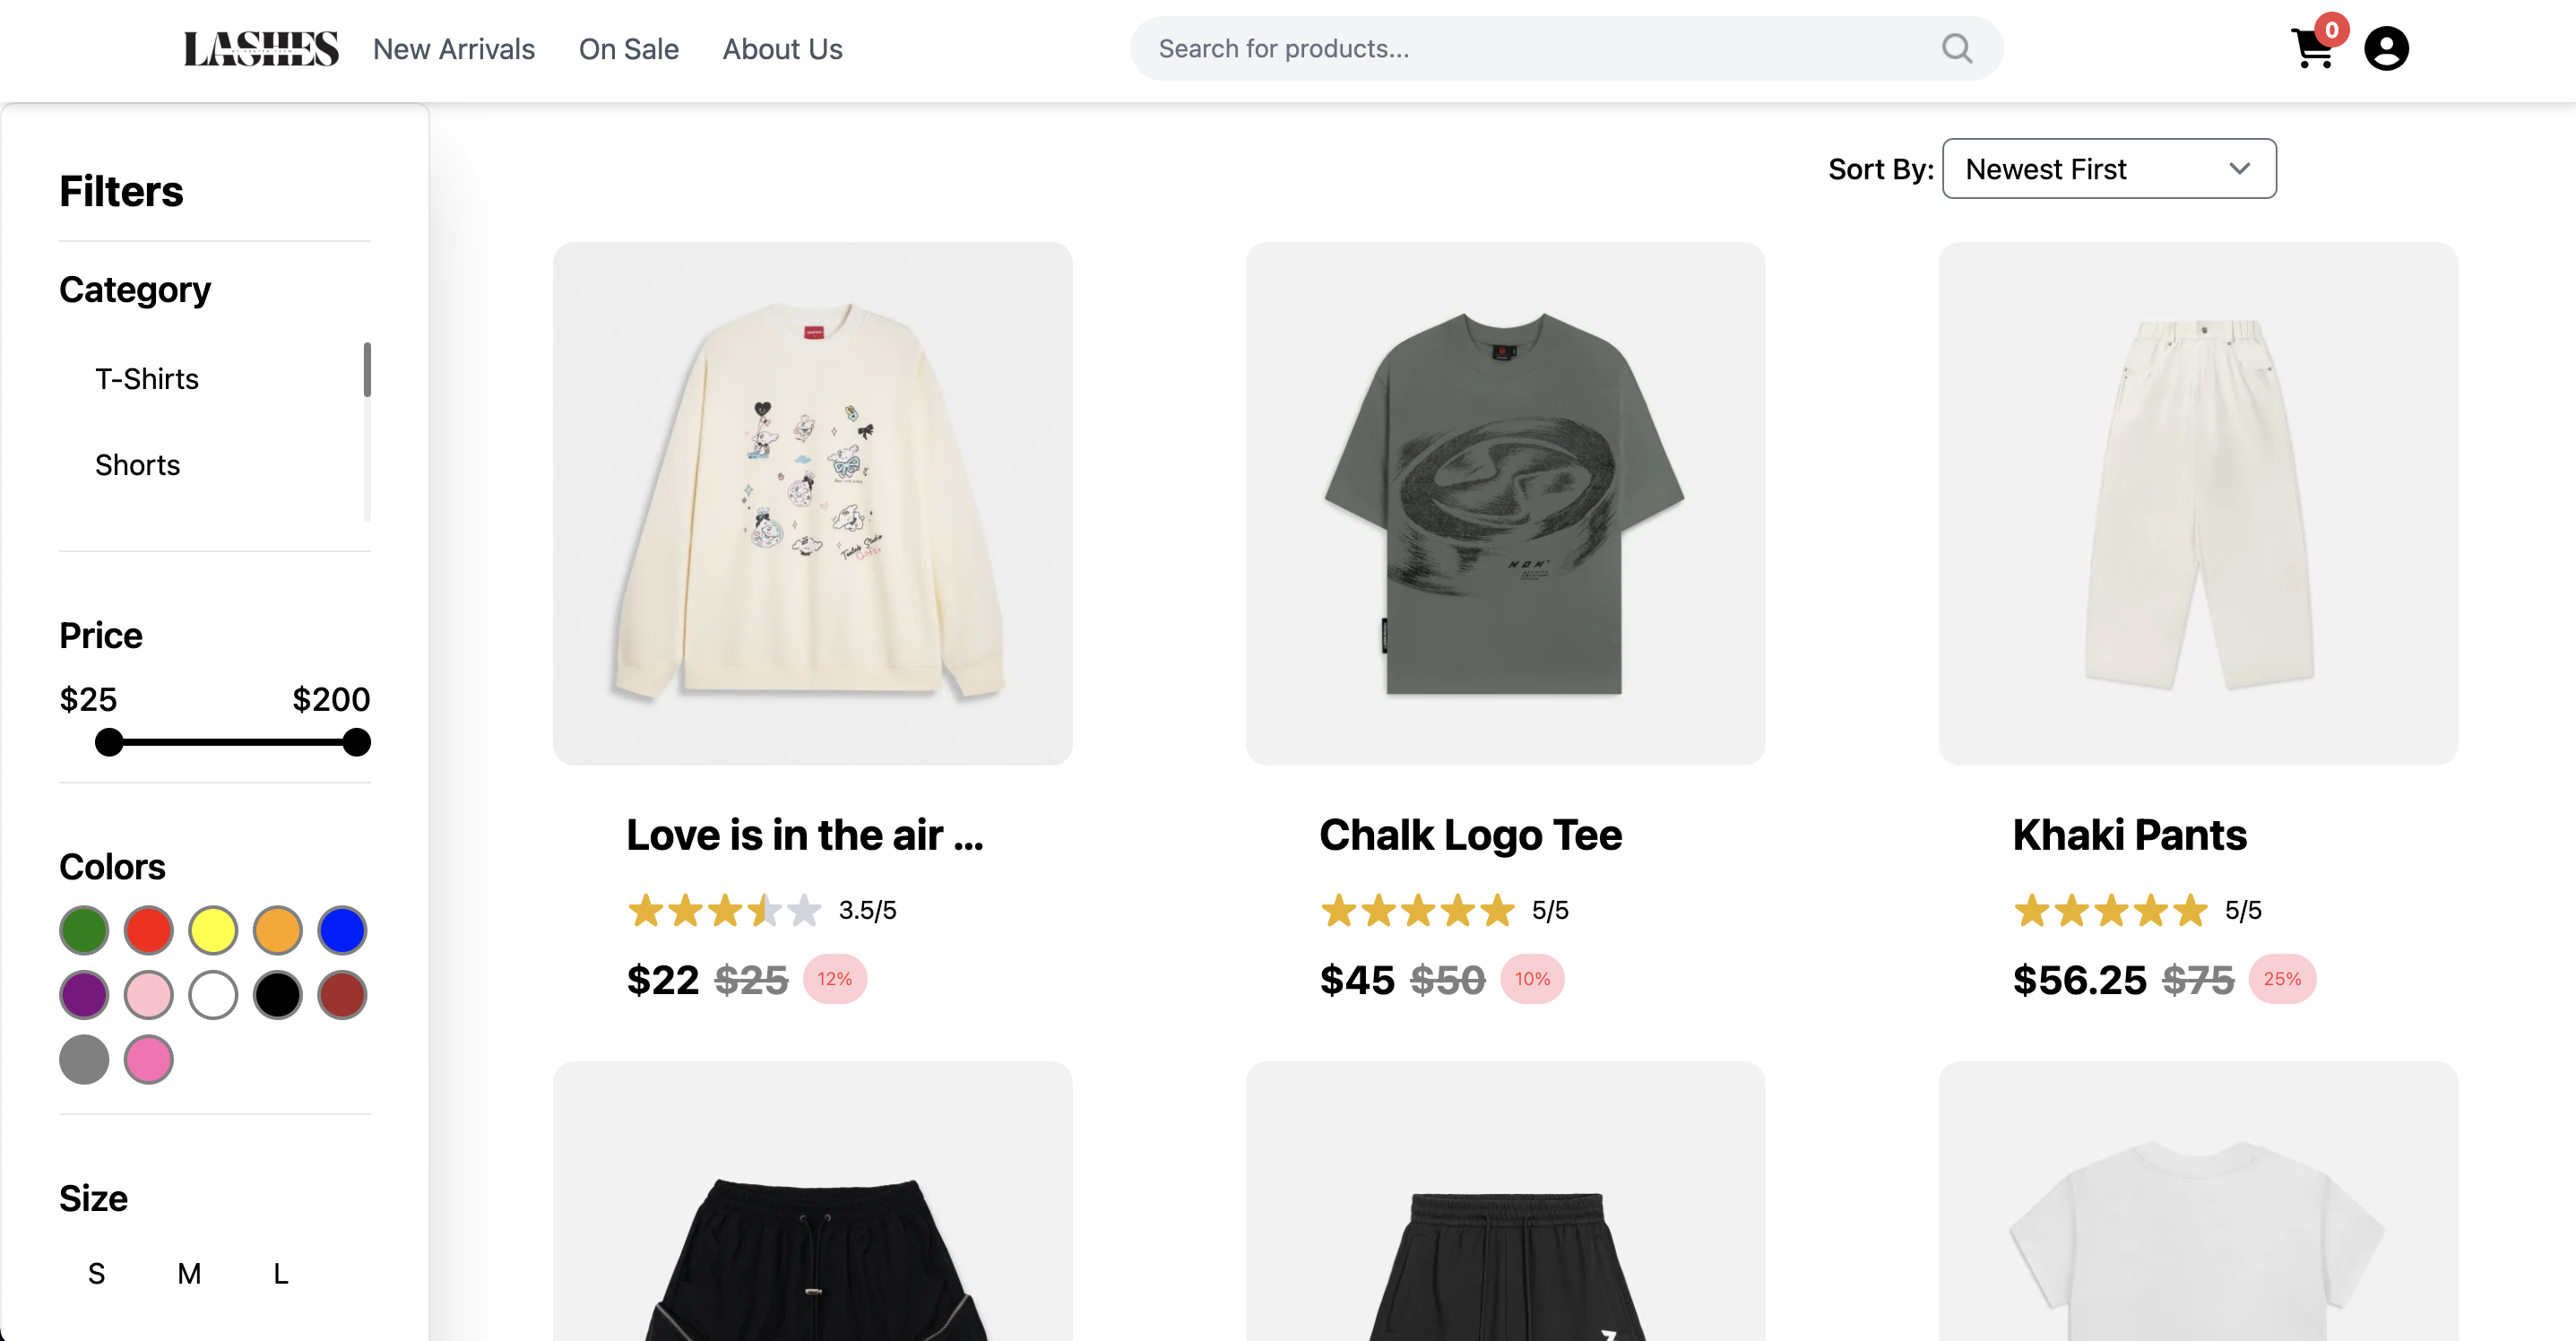 LASHES
New Arrivals
On Sale
About Us
Search for products...
0
Filters
Category
T-Shirts
Shorts
Price
$25 $200
Colors
Size
S M L
Sort By: Newest First
Love is in the air ...
3.5/5
$22 $25 12%
Chalk Logo Tee
5/5
$45 $50 10%
Khaki Pants
5/5
$56.25 $75 25%